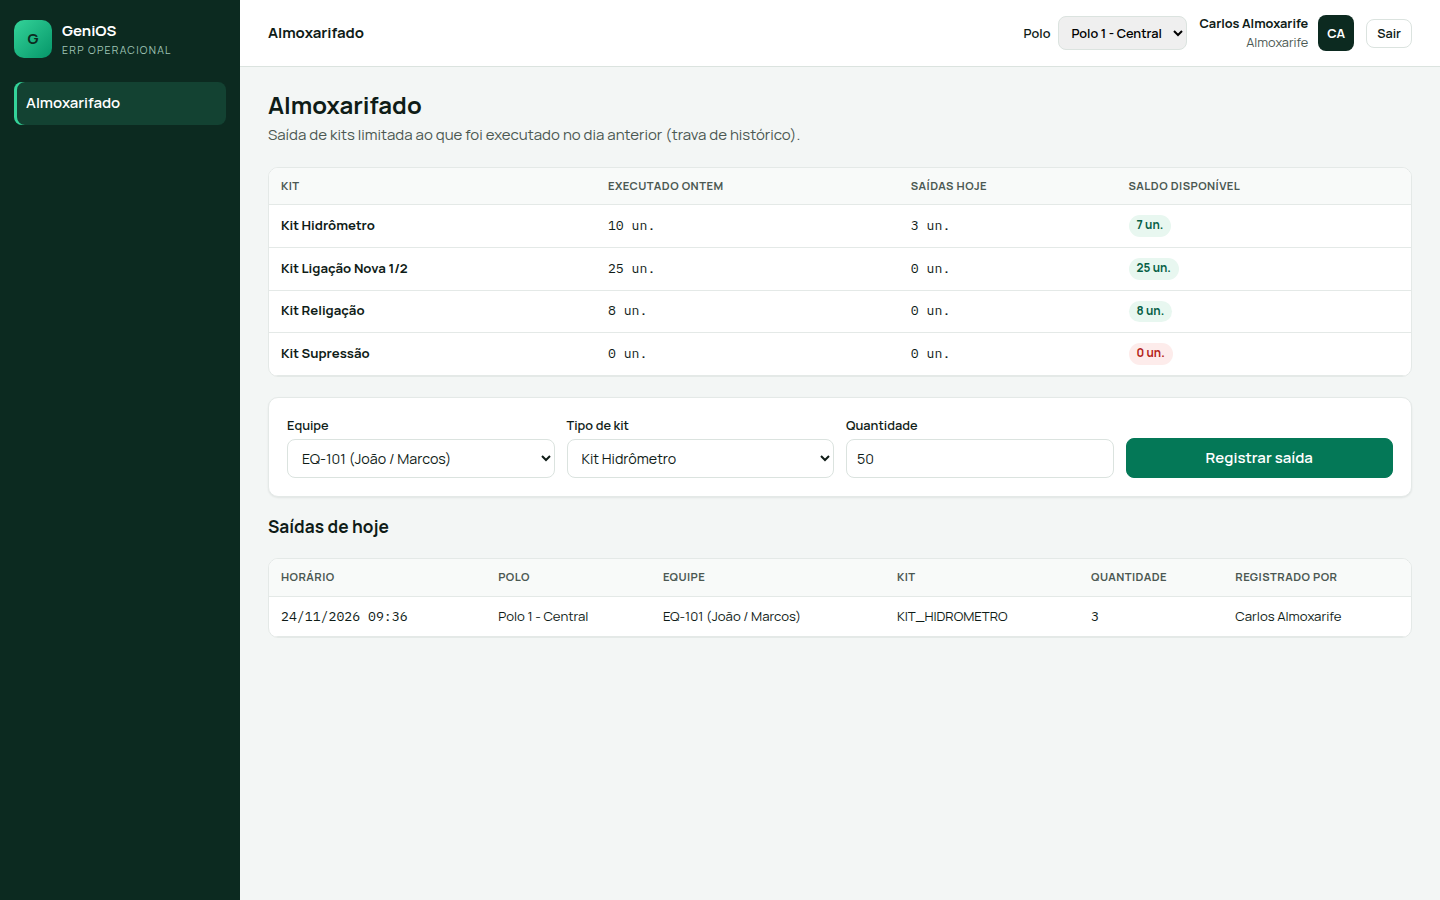 G
GeniOS
ERP OPERACIONAL
Almoxarifado
Almoxarifado
Polo
Polo 1 - Central
Carlos Almoxarife
Almoxarife
CA
Sair
Almoxarifado
Saída de kits limitada ao que foi executado no dia anterior (trava de histórico).
KIT EXECUTADO ONTEM SAÍDAS HOJE SALDO DISPONÍVEL
Kit Hidrômetro 10 un. 3 un. 7 un.
Kit Ligação Nova 1/2 25 un. 0 un. 25 un.
Kit Religação 8 un. 0 un. 8 un.
Kit Supressão 0 un. 0 un. 0 un.
Equipe Tipo de kit Quantidade
EQ-101 (João / Marcos) Kit Hidrômetro 50 Registrar saída
Saídas de hoje
HORÁRIO POLO EQUIPE KIT QUANTIDADE REGISTRADO POR
24/11/2026 09:36 Polo 1 - Central EQ-101 (João / Marcos) KIT_HIDROMETRO 3 Carlos Almoxarife